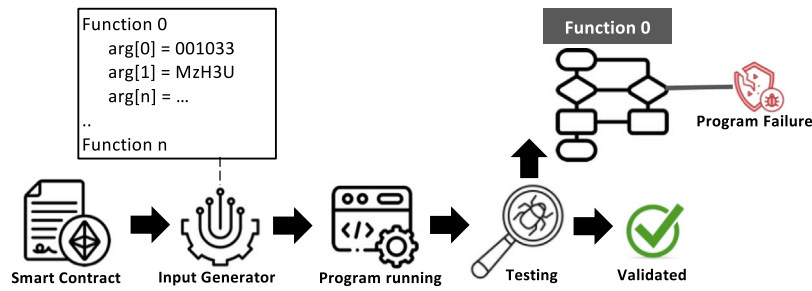 Function 0
arg[0] = 001033
arg[1] = MzH3U
arg[n] = …
..
Function n
Function 0
Program Failure
Smart Contract
Input Generator
Program running
Testing
Validated